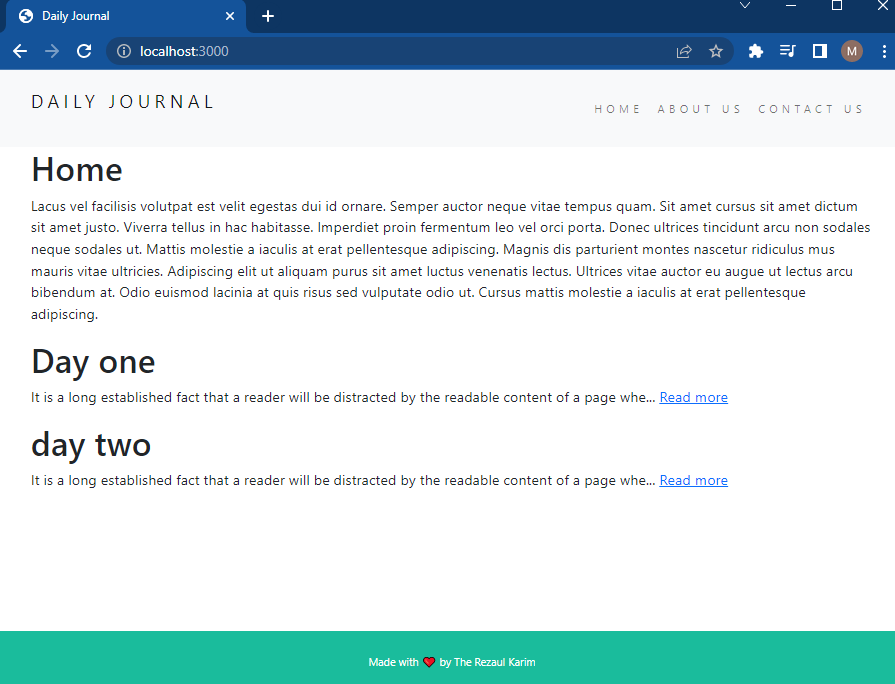 Daily Journal
localhost:3000
M
DAILY JOURNAL
HOME ABOUT US CONTACT US
Home
Lacus vel facilisis volutpat est velit egestas dui id ornare. Semper auctor neque vitae tempus quam. Sit amet cursus sit amet dictum
sit amet justo. Viverra tellus in hac habitasse. Imperdiet proin fermentum leo vel orci porta. Donec ultrices tincidunt arcu non sodales
neque sodales ut. Mattis molestie a iaculis at erat pellentesque adipiscing. Magnis dis parturient montes nascetur ridiculus mus
mauris vitae ultricies. Adipiscing elit ut aliquam purus sit amet luctus venenatis lectus. Ultrices vitae auctor eu augue ut lectus arcu
bibendum at. Odio euismod lacinia at quis risus sed vulputate odio ut. Cursus mattis molestie a iaculis at erat pellentesque
adipiscing.
Day one
It is a long established fact that a reader will be distracted by the readable content of a page whe... Read more
day two
It is a long established fact that a reader will be distracted by the readable content of a page whe... Read more
Made with ❤ by The Rezaul Karim